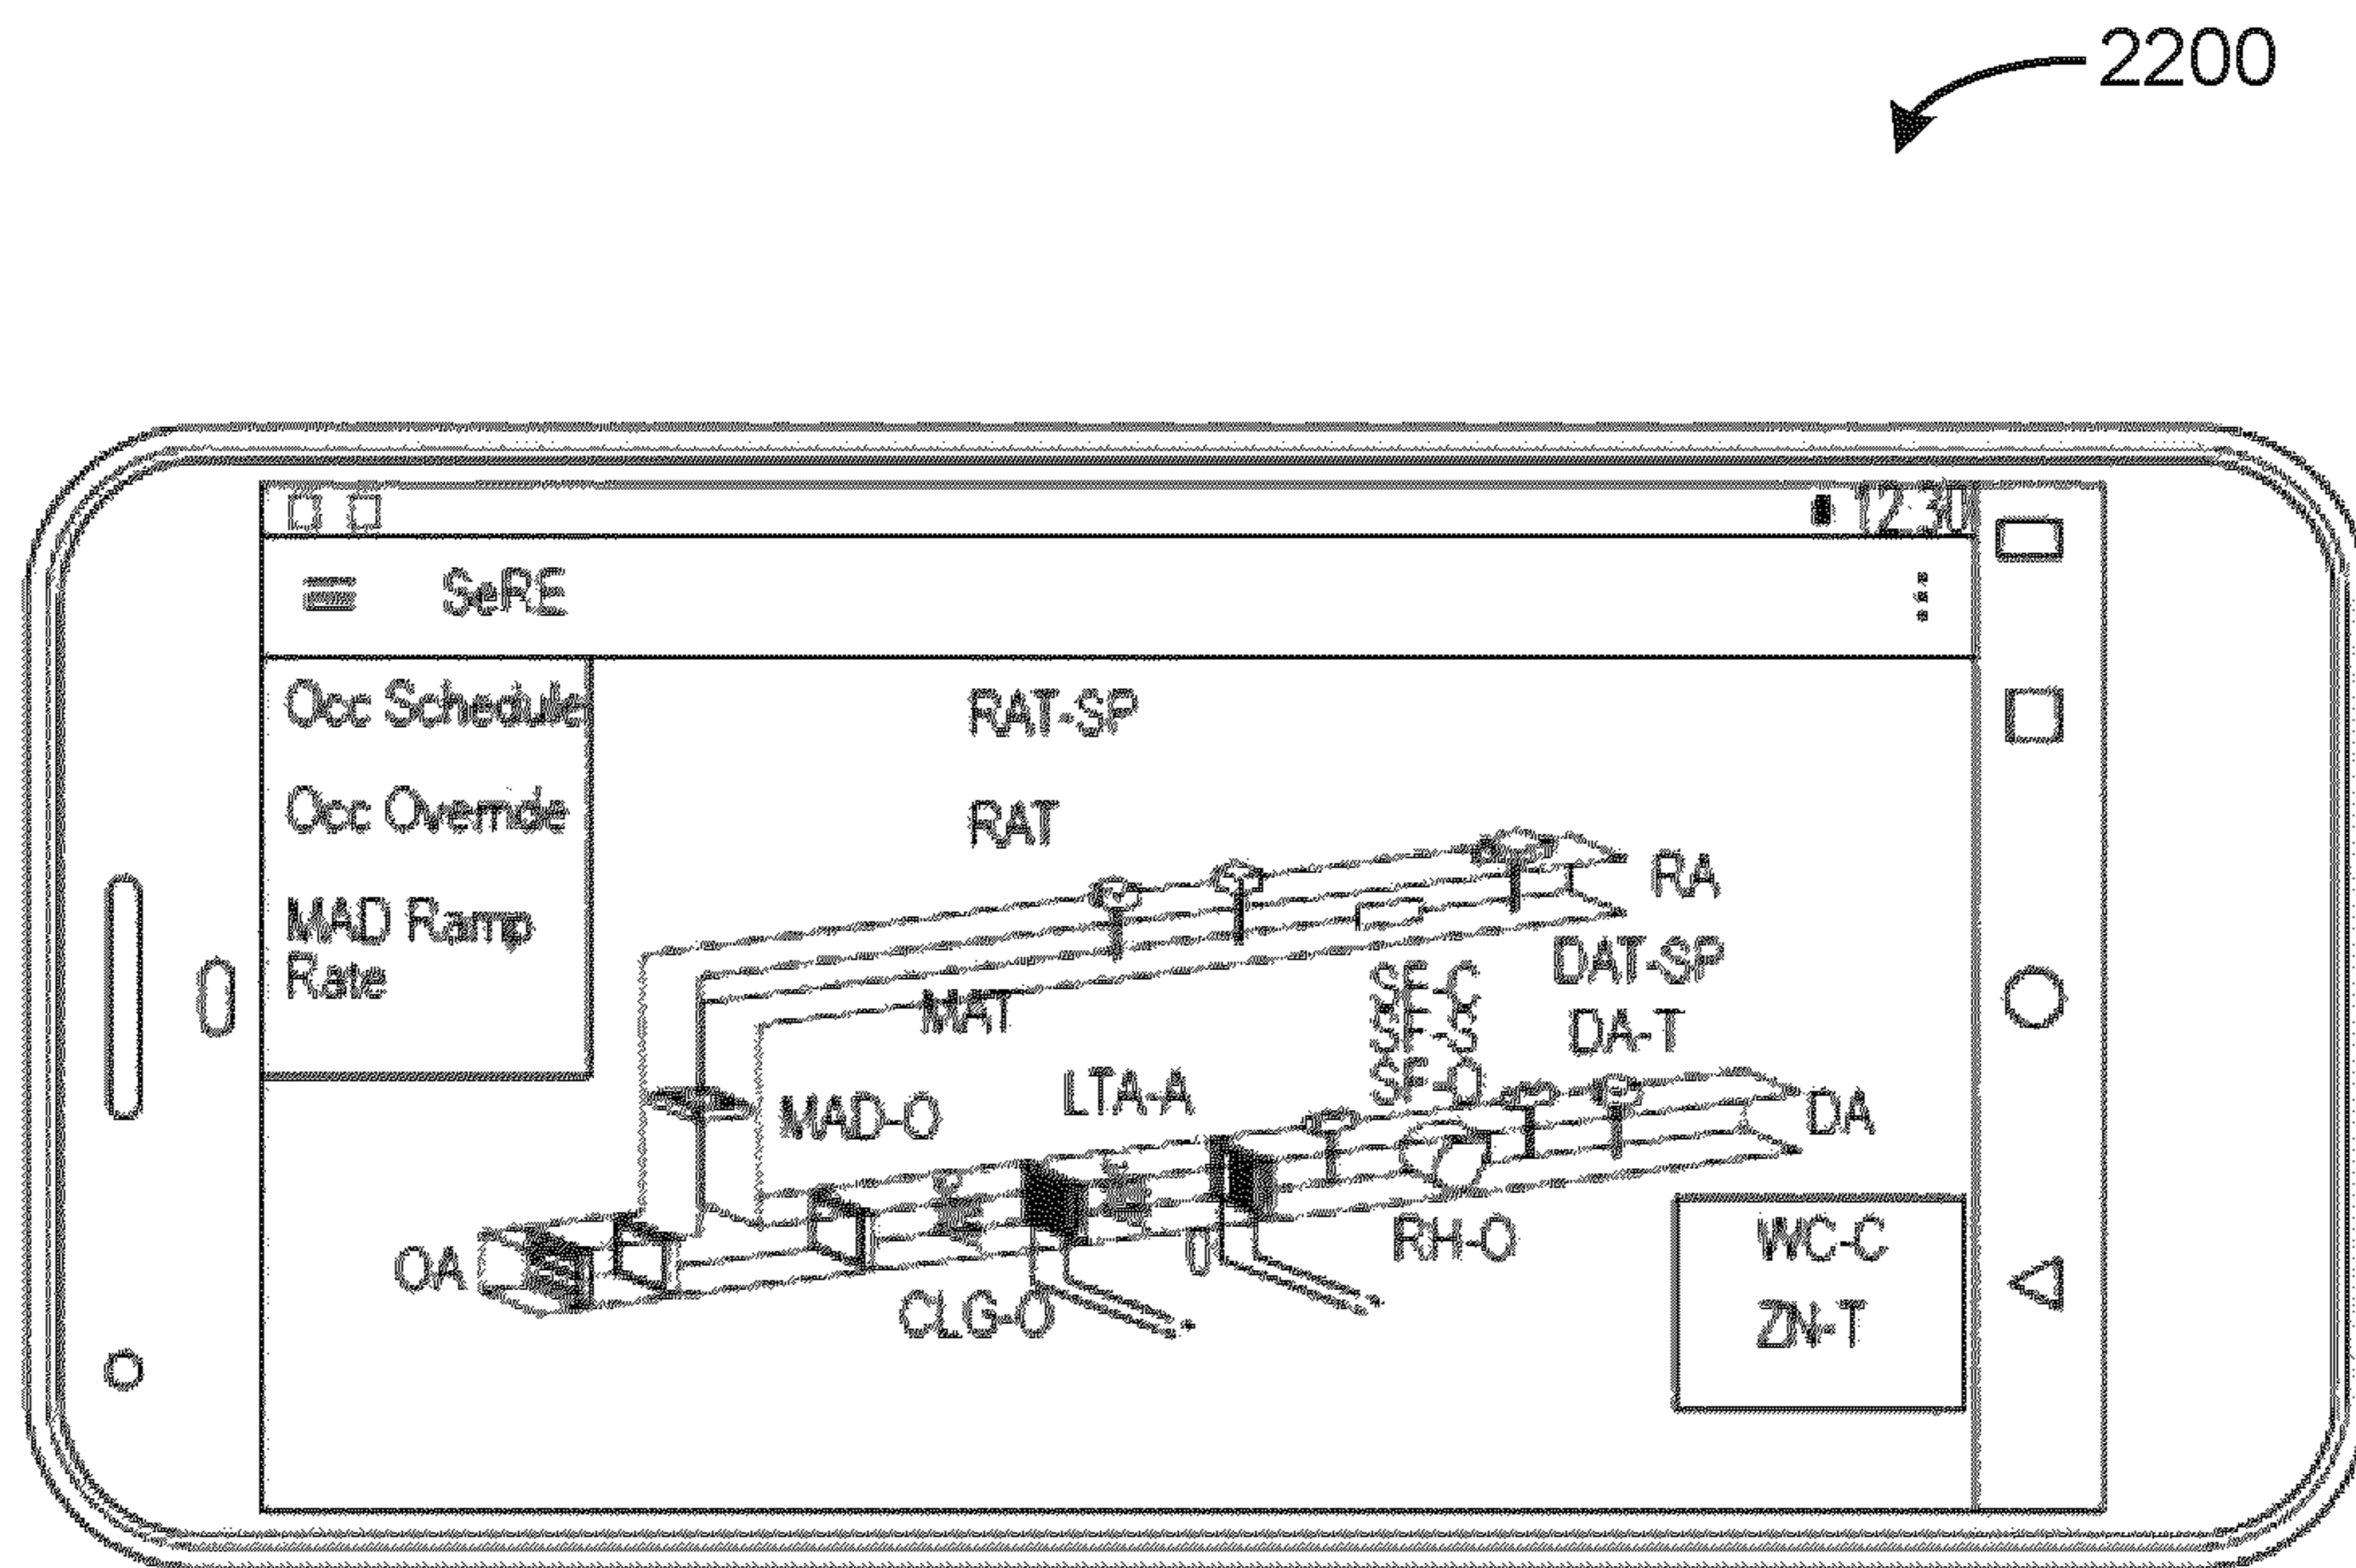 2200
12:30
SeRE
Occ Schedule
Occ Override
MAD Ramp
Rate
RAT-SP
RAT
RA
DAT-SP
DA-T
SF-C
SF-S
SF-O
MAT
LTA-A
MAD-O
DA
OA
CLG-O
0
RH-O
WC-C
ZN-T